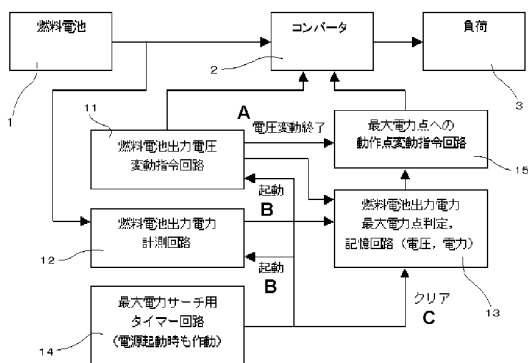 燃料電池
コンバータ
負荷
1
2
3
11
A
電圧変動終了
燃料電池出力電圧
変動指令回路
最大電力点への
動作点変動指令回路
15
起動
B
燃料電池出力電力
計測回路
12
燃料電池出力電力
最大電力点判定,
記憶回路（電圧，電力）
13
起動
B
最大電力サーチ用
タイマー回路
（電源起動時も作動）
14
クリア
C